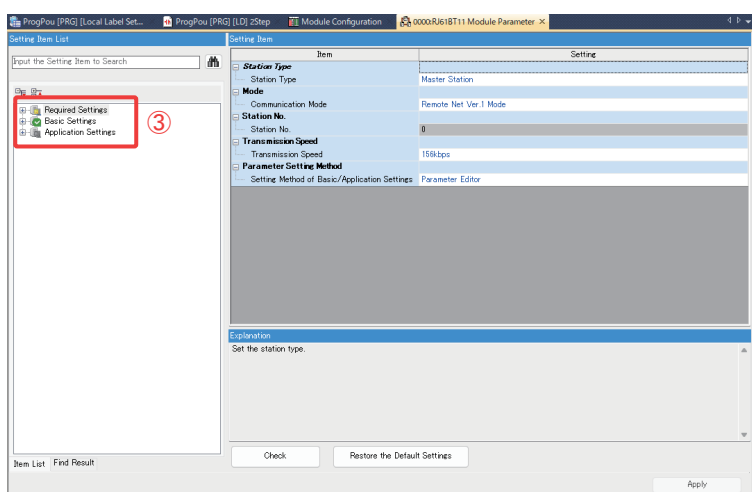 ProgPou [PRG] [Local Label Set...
ProgPou [PRG] [LD] 2Step
Module Configuration
0000:RJ61BT11 Module Parameter
Setting Item List
Input the Setting Item to Search
Required Settings
Basic Settings
Application Settings
③
Item List
Find Result
Setting Item
Item Setting
Station Type
Station Type Master Station
Mode
Communication Mode Remote Net Ver.1 Mode
Station No.
Station No. 0
Transmission Speed
Transmission Speed 156kbps
Parameter Setting Method
Setting Method of Basic/Application Settings Parameter Editor
Explanation
Set the station type.
Check
Restore the Default Settings
Apply